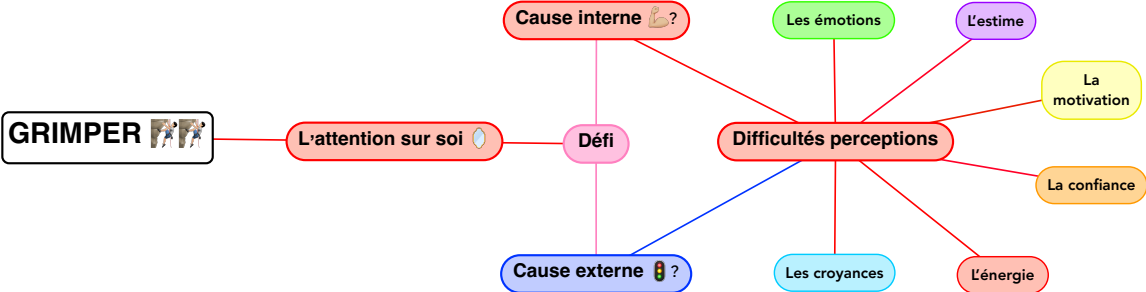 Cause interne 💪🏼?
Les émotions
L'estime
La
motivation
GRIMPER 🧗🧗
L'attention sur soi 🪞
Défi
Difficultés perceptions
La confiance
Cause externe 🚦?
Les croyances
L'énergie